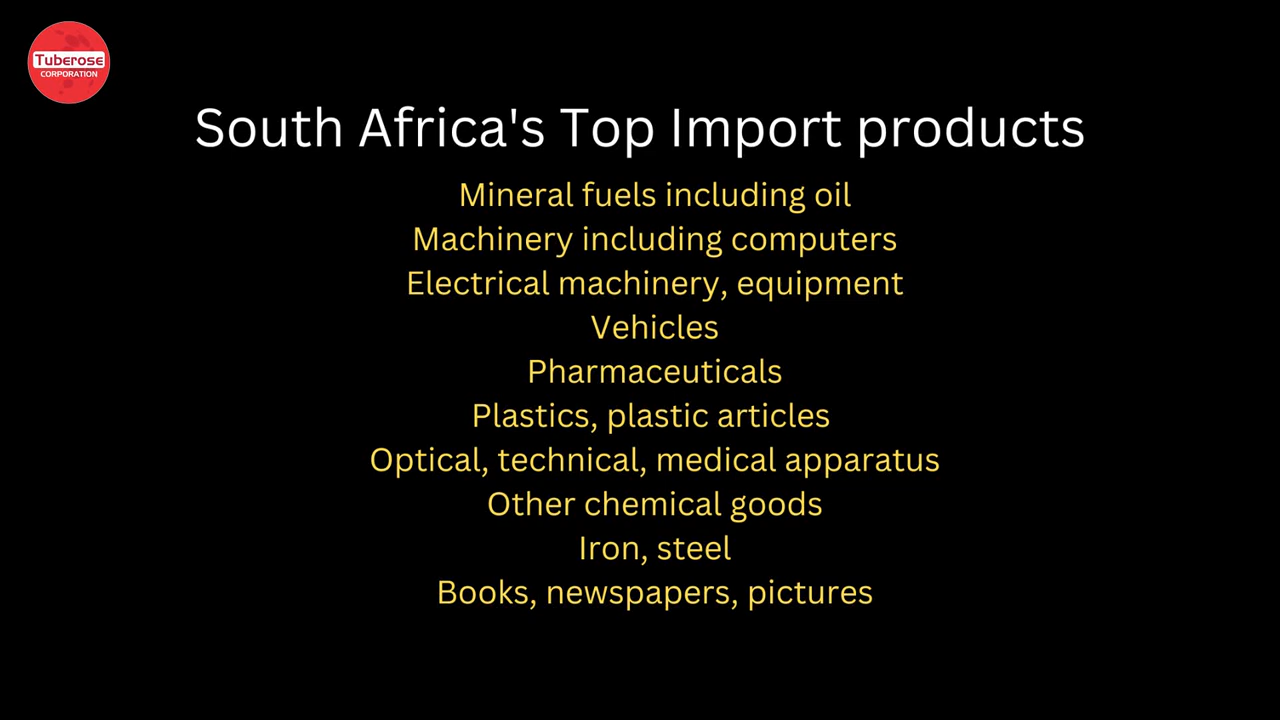 Tuberose
CORPORATION
South Africa's Top Import products
Mineral fuels including oil
Machinery including computers
Electrical machinery, equipment
Vehicles
Pharmaceuticals
Plastics, plastic articles
Optical, technical, medical apparatus
Other chemical goods
Iron, steel
Books, newspapers, pictures